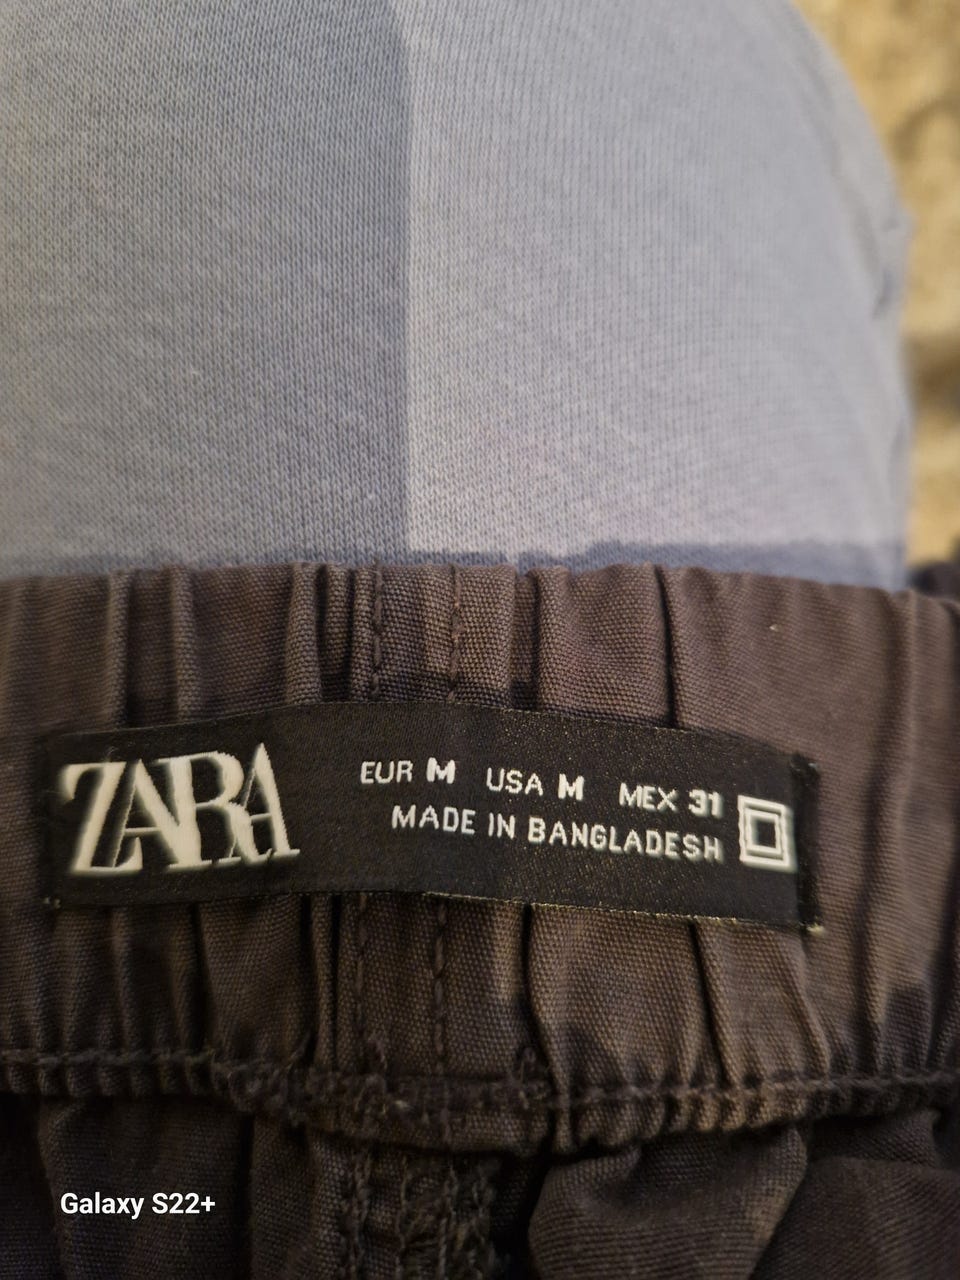 ZARA
EUR M USA M MEX 31
MADE IN BANGLADESH
Galaxy S22+